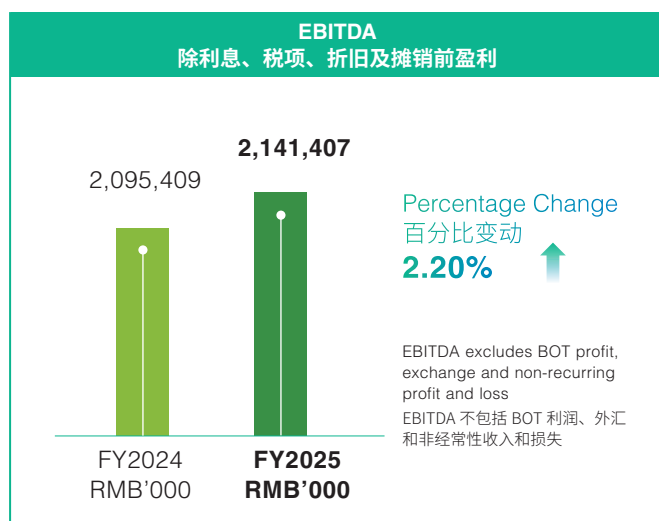 EBITDA
除利息、税项、折旧及摊销前盈利
2,141,407
2,095,409
Percentage Change
百分比变动
2.20%
EBITDA excludes BOT profit,
exchange and non-recurring
profit and loss
EBITDA 不包括 BOT 利润、外汇
和非经常性收入和损失
FY2024
RMB’000
FY2025
RMB’000